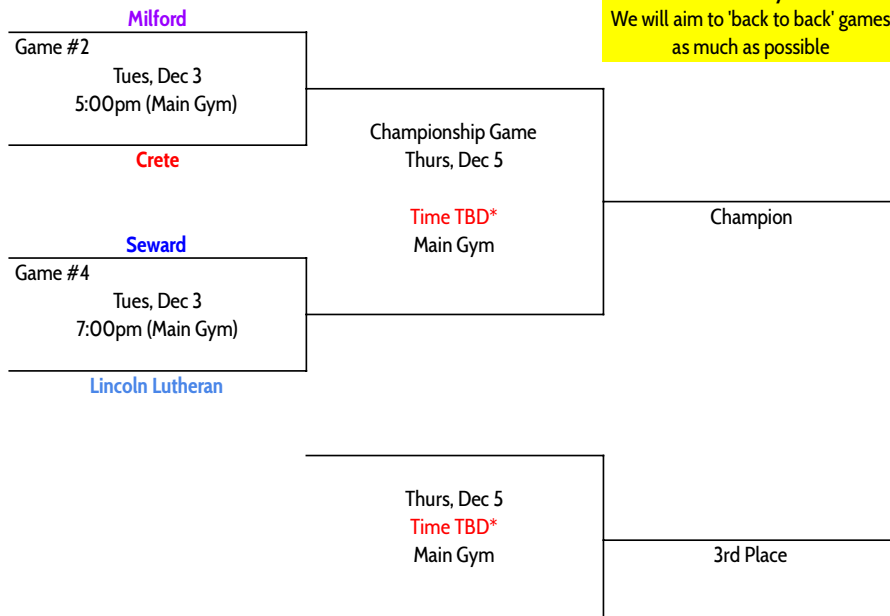 Milford
We will aim to 'back to back' games
as much as possible
Game #2
Tues, Dec 3
5:00pm (Main Gym)
Crete
Championship Game
Thurs, Dec 5
Time TBD*
Main Gym
Champion
Seward
Game #4
Tues, Dec 3
7:00pm (Main Gym)
Lincoln Lutheran
Thurs, Dec 5
Time TBD*
Main Gym
3rd Place